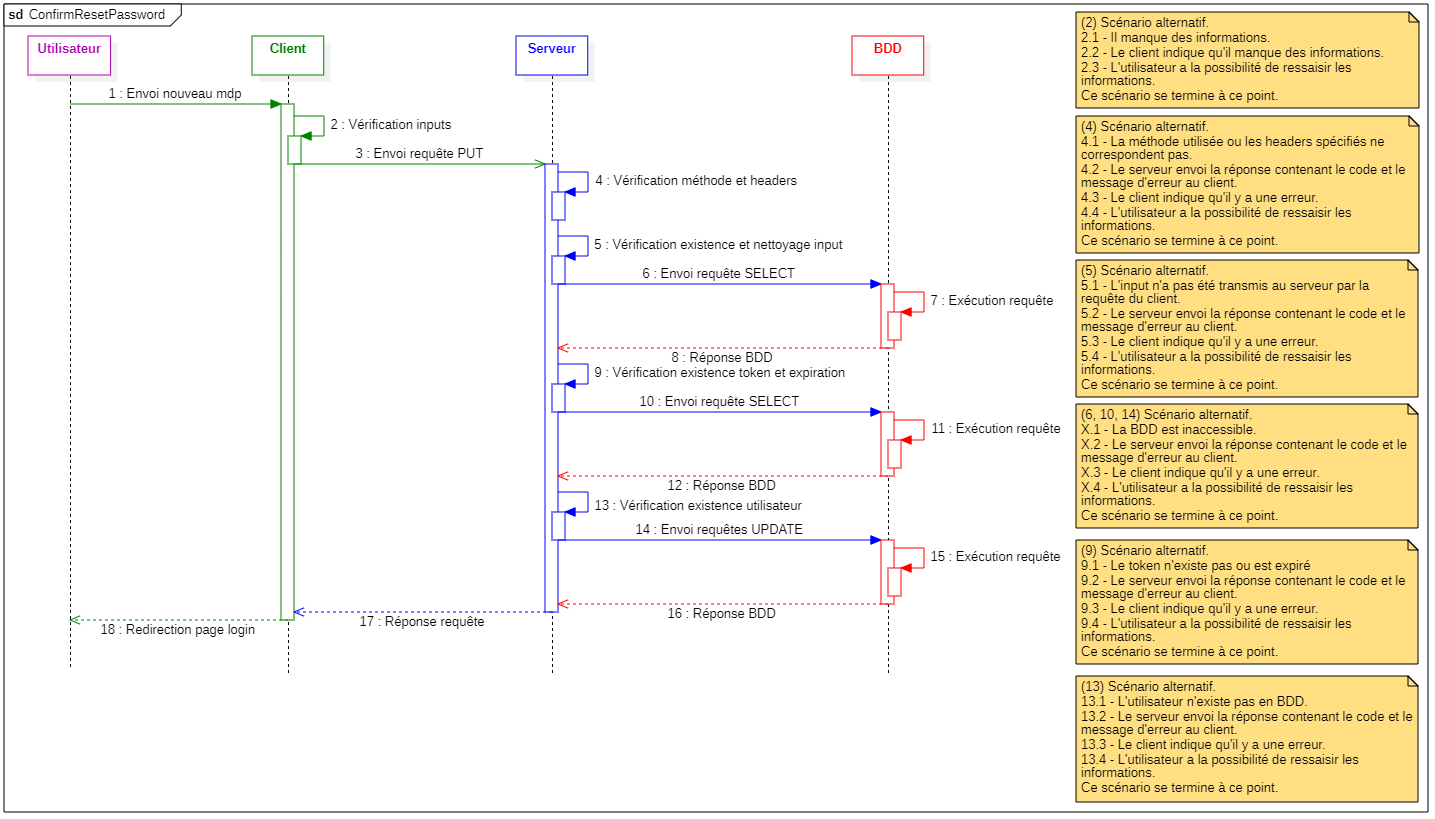 sd ConfirmResetPassword
Utilisateur
Client
Serveur
BDD
1 : Envoi nouveau mdp
2 : Vérification inputs
3 : Envoi requête PUT
4 : Vérification méthode et headers
5 : Vérification existence et nettoyage input
6 : Envoi requête SELECT
7 : Exécution requête
8 : Réponse BDD
9 : Vérification existence token et expiration
10 : Envoi requête SELECT
11 : Exécution requête
12 : Réponse BDD
13 : Vérification existence utilisateur
14 : Envoi requêtes UPDATE
15 : Exécution requête
16 : Réponse BDD
17 : Réponse requête
18 : Redirection page login
(2) Scénario alternatif.
2.1 - Il manque des informations.
2.2 - Le client indique qu'il manque des informations.
2.3 - L'utilisateur a la possibilité de ressaisir les
informations.
Ce scénario se termine à ce point.
(4) Scénario alternatif.
4.1 - La méthode utilisée ou les headers spécifiés ne
correspondent pas.
4.2 - Le serveur envoi la réponse contenant le code et le
message d'erreur au client.
4.3 - Le client indique qu'il y a une erreur.
4.4 - L'utilisateur a la possibilité de ressaisir les
informations.
Ce scénario se termine à ce point.
(5) Scénario alternatif.
5.1 - L'input n'a pas été transmis au serveur par la
requête du client.
5.2 - Le serveur envoi la réponse contenant le code et le
message d'erreur au client.
5.3 - Le client indique qu'il y a une erreur.
5.4 - L'utilisateur a la possibilité de ressaisir les
informations.
Ce scénario se termine à ce point.
(6, 10, 14) Scénario alternatif.
X.1 - La BDD est inaccessible.
X.2 - Le serveur envoi la réponse contenant le code et le
message d'erreur au client.
X.3 - Le client indique qu'il y a une erreur.
X.4 - L'utilisateur a la possibilité de ressaisir les
informations.
Ce scénario se termine à ce point.
(9) Scénario alternatif.
9.1 - Le token n'existe pas ou est expiré
9.2 - Le serveur envoi la réponse contenant le code et le
message d'erreur au client.
9.3 - Le client indique qu'il y a une erreur.
9.4 - L'utilisateur a la possibilité de ressaisir les
informations.
Ce scénario se termine à ce point.
(13) Scénario alternatif.
13.1 - L'utilisateur n'existe pas en BDD.
13.2 - Le serveur envoi la réponse contenant le code et le
message d'erreur au client.
13.3 - Le client indique qu'il y a une erreur.
13.4 - L'utilisateur a la possibilité de ressaisir les
informations.
Ce scénario se termine à ce point.